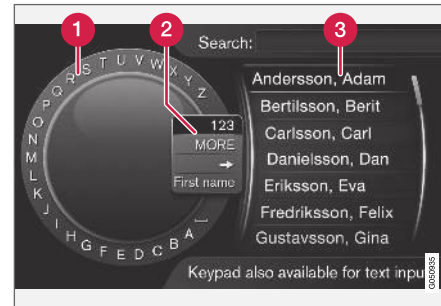 1
2
3
Search:
A B C D E F G H I J K L M N O P Q R S T U V W X Y Z
123
MORE
➔
First name
Andersson, Adam
Bertilsson, Berit
Carlsson, Carl
Danielsson, Dan
Eriksson, Eva
Fredriksson, Felix
Gustavsson, Gina
Keypad also available for text inpu
G050935